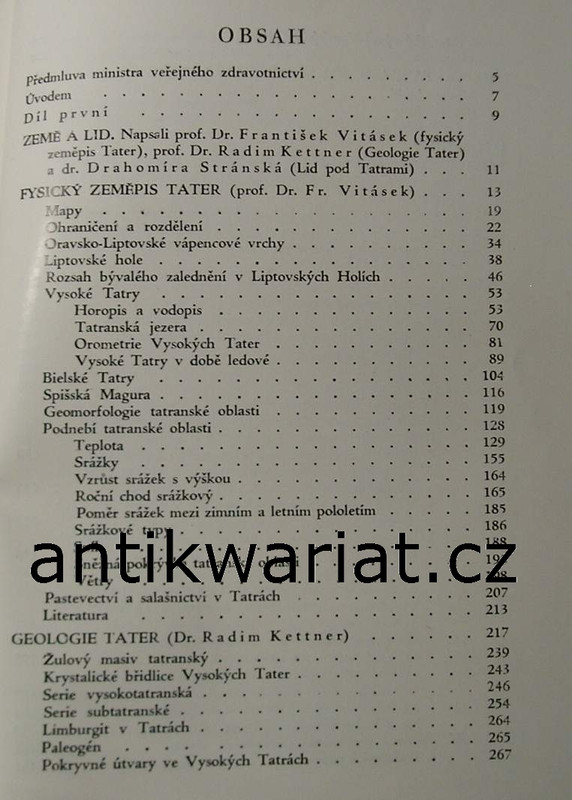 OBSAH
Předmluva ministra veřejného zdravotnictví . . . . . . . . . 5
Úvodem . . . . . . . . . . . . . . 7
Díl první . . . . . . . . . . . . . 9
ZEMĚ A LID. Napsali prof. Dr. František Vitásek (fysický
zeměpis Tater), prof. Dr. Radim Kettner (Geologie Tater)
a dr. Drahomíra Stránská (Lid pod Tatrami) . . . 11
FYSICKÝ ZEMĚPIS TATER (prof. Dr. Fr. Vitásek) . . . 13
Mapy . . . . . . . . . . . . . . 19
Ohraničení a rozdělení . . . . . . . . . . 22
Oravsko-Liptovské vápencové vrchy . . . . . . . 34
Liptovské hole . . . . . . . . . . . . 38
Rozsah bývalého zalednění v Liptovských Holích . . . . 46
Vysoké Tatry . . . . . . . . . . . . 53
Horopis a vodopis . . . . . . . . . . 53
Tatranská jezera . . . . . . . . . . 70
Orometrie Vysokých Tater . . . . . . . . 81
Vysoké Tatry v době ledové . . . . . . . . 89
Bielské Tatry . . . . . . . . . . . . 104
Spišská Magura . . . . . . . . . . . . 116
Geomorfologie tatranské oblasti . . . . . . . . 119
Podnebí tatranské oblasti . . . . . . . . . . 128
Teplota . . . . . . . . . . . . . 129
Srážky . . . . . . . . . . . . . 155
Vzrůst srážek s výškou . . . . . . . . . 164
Roční chod srážkový . . . . . . . . . . 165
Poměr srážek mezi zimním a letním pololetím . . . . 185
Srážkové typy . . . . . . . . . . . 186
188
Sněhová pokrývka v tatranské oblasti
Větry
antikwariat.cz
Pastevectví a salašnictví v Tatrách . . . . . . . 207
Literatura . . . . . . . . . . . . . 213
GEOLOGIE TATER (Dr. Radim Kettner) . . . . . . 217
Žulový masiv tatranský . . . . . . . . . . 239
Krystalické břidlice Vysokých Tater . . . . . . . 243
Serie vysokotatranská . . . . . . . . . . 246
Serie subtatranské . . . . . . . . . . . 254
Limburgit v Tatrách . . . . . . . . . . 264
Paleogén . . . . . . . . . . . . . 265
Pokryvné útvary ve Vysokých Tatrách . . . . . . 267